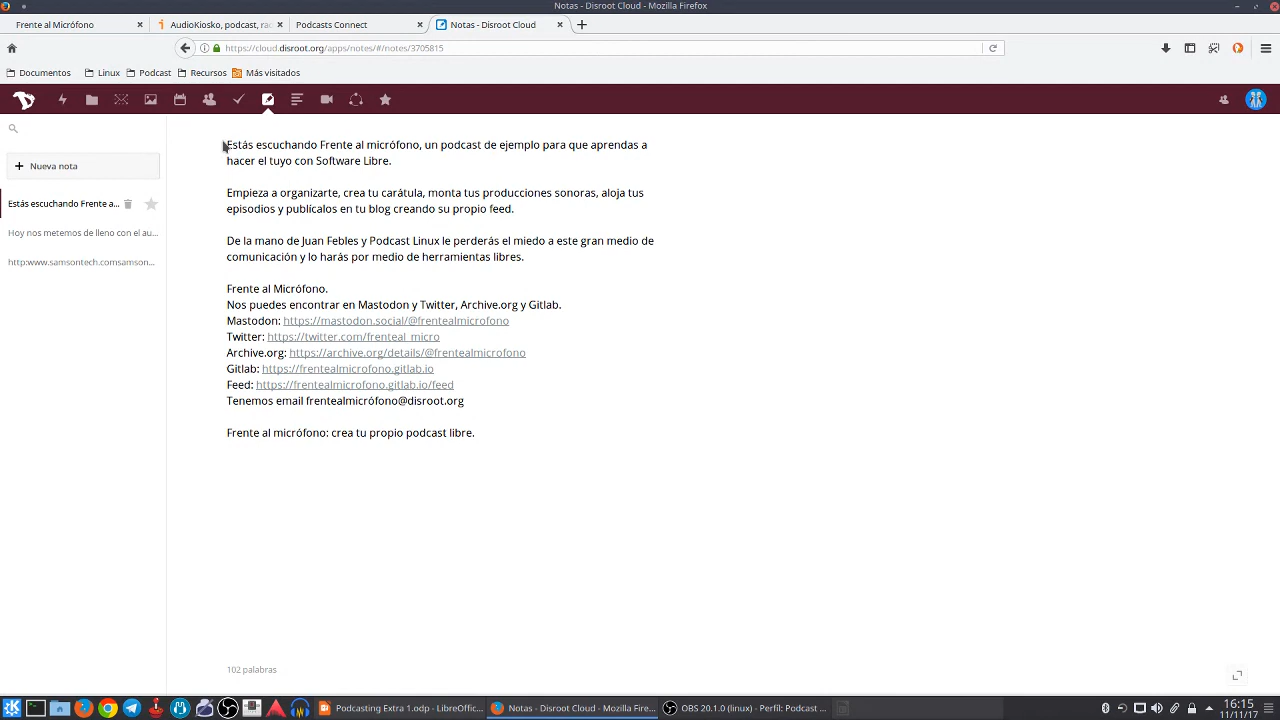 Notas - Disroot Cloud - Mozilla Firefox
Frente al Micrófono
AudioKiosko, podcast, rac
Podcasts Connect
Notas - Disroot Cloud
https://cloud.disroot.org/apps/notes/#/notes/3705815
Documentos
Linux
Podcast
Recursos
Más visitados
Nueva nota
Estás escuchando Frente a...
Hoy nos metemos de lleno con el au...
http:www.samsontech.comsamson...
Estás escuchando Frente al micrófono, un podcast de ejemplo para que aprendas a
hacer el tuyo con Software Libre.
Empieza a organizarte, crea tu carátula, monta tus producciones sonoras, aloja tus
episodios y publícalos en tu blog creando su propio feed.
De la mano de Juan Febles y Podcast Linux le perderás el miedo a este gran medio de
comunicación y lo harás por medio de herramientas libres.
Frente al Micrófono.
Nos puedes encontrar en Mastodon y Twitter, Archive.org y Gitlab.
Mastodon: https://mastodon.social/@frentealmicrofono
Twitter: https://twitter.com/frenteal_micro
Archive.org: https://archive.org/details/@frentealmicrofono
Gitlab: https://frentealmicrofono.gitlab.io
Feed: https://frentealmicrofono.gitlab.io/feed
Tenemos email frentealmicrófono@disroot.org
Frente al micrófono: crea tu propio podcast libre.
102 palabras
Podcasting Extra 1.odp - LibreOffic...
Notas - Disroot Cloud - Mozilla Fire...
OBS 20.1.0 (linux) - Perfil: Podcast ...
16:15
11/11/17